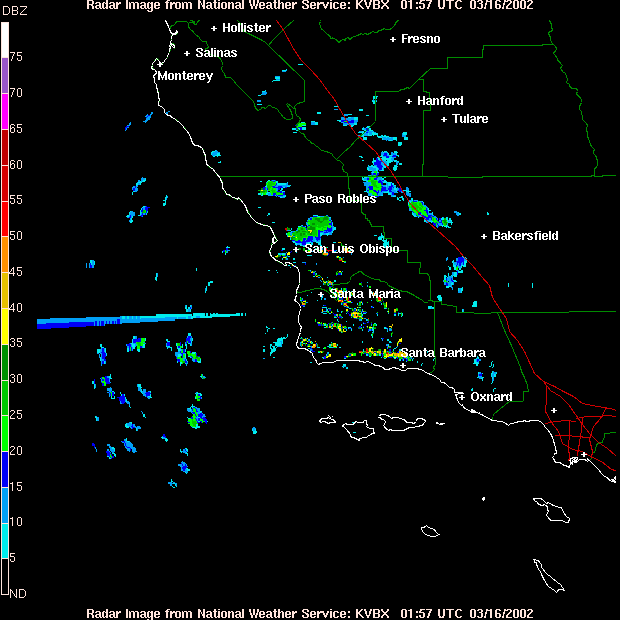 Radar Image from National Weather Service: KVBX 01:57 UTC 03/16/2002
DBZ
Hollister
Fresno
Salinas
75
Monterey
70
Hanford
Tulare
65
60
Paso Robles
55
50
Bakersfield
San Luis Obispo
45
Santa Maria
40
35
Santa Barbara
30
Oxnard
25
20
15
10
5
ND
Radar Image from National Weather Service: KVBX 01:57 UTC 03/16/2002